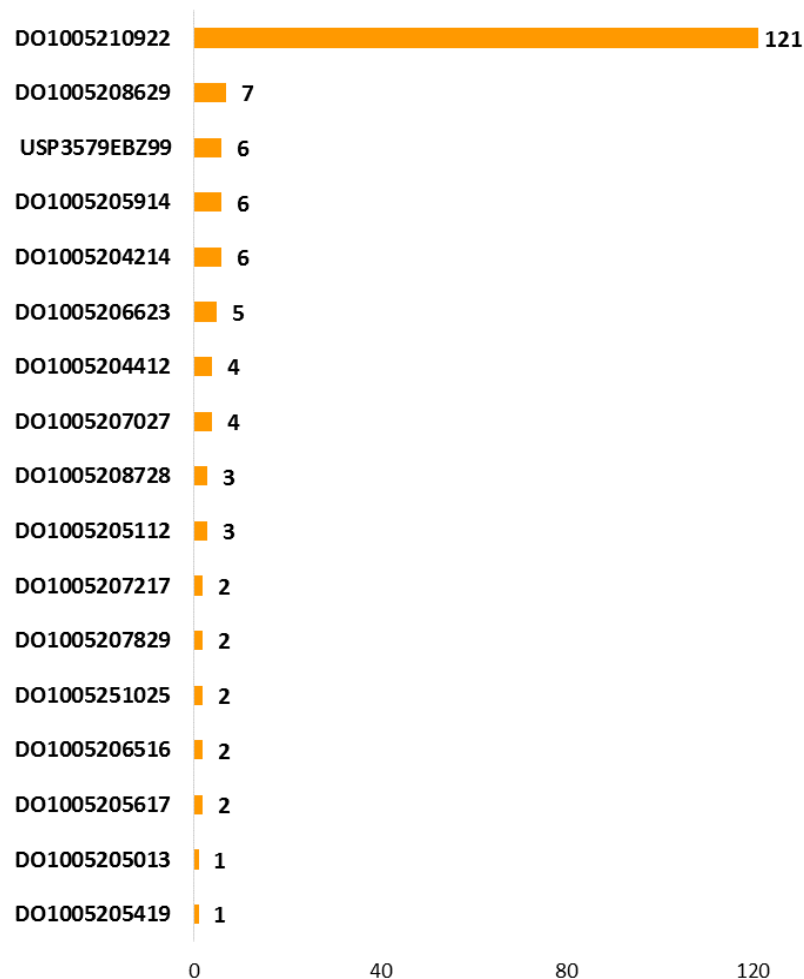 DO1005210922 121
DO1005208629 7
USP3579EBZ99 6
DO1005205914 6
DO1005204214 6
DO1005206623 5
DO1005204412 4
DO1005207027 4
DO1005208728 3
DO1005205112 3
DO1005207217 2
DO1005207829 2
DO1005251025 2
DO1005206516 2
DO1005205617 2
DO1005205013 1
DO1005205419 1
0 40 80 120